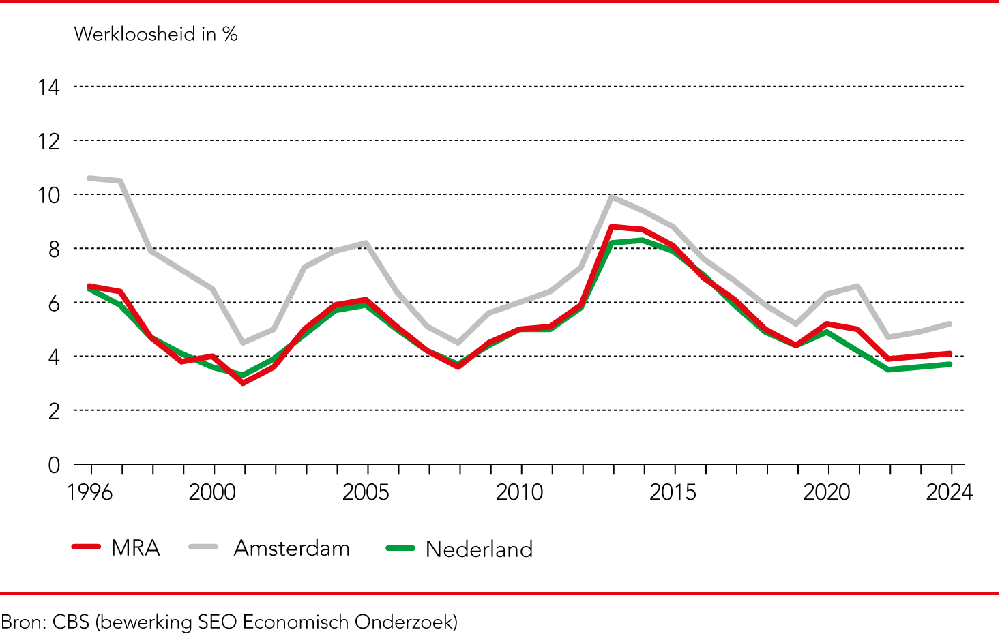 Werkloosheid in %
14
12
10
8
6
4
2
0
1996 2000 2005 2010 2015 2020 2024
MRA Amsterdam Nederland
Bron: CBS (bewerking SEO Economisch Onderzoek)